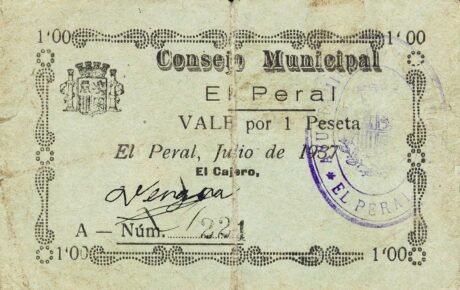 1'00 1'00
Consejo Municipal
El Peral
VALE por 1 Peseta
El Peral, Julio de 1937
El Cajero,
A — Núm. 221
1'00 1'00
★ EL PERAL